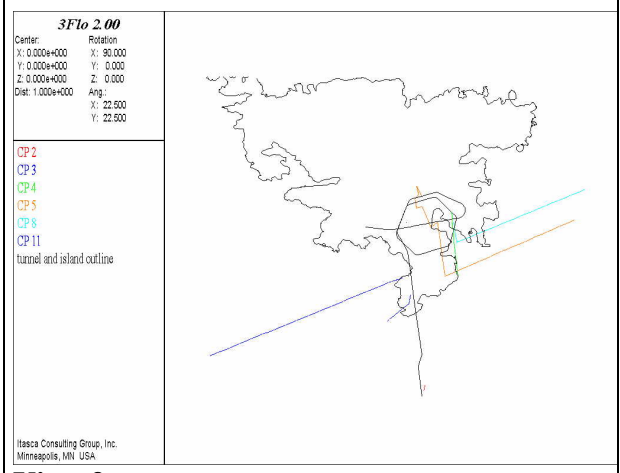 3Flo 2.00
Center: Rotation
X: 0.000e+000 X: 90.000
Y: 0.000e+000 Y: 0.000
Z: 0.000e+000 Z: 0.000
Dist: 1.000e+000 Ang.:
X: 22.500
Y: 22.500
CP 2
CP 3
CP 4
CP 5
CP 8
CP 11
tunnel and island outline
Itasca Consulting Group, Inc.
Minneapolis, MN USA